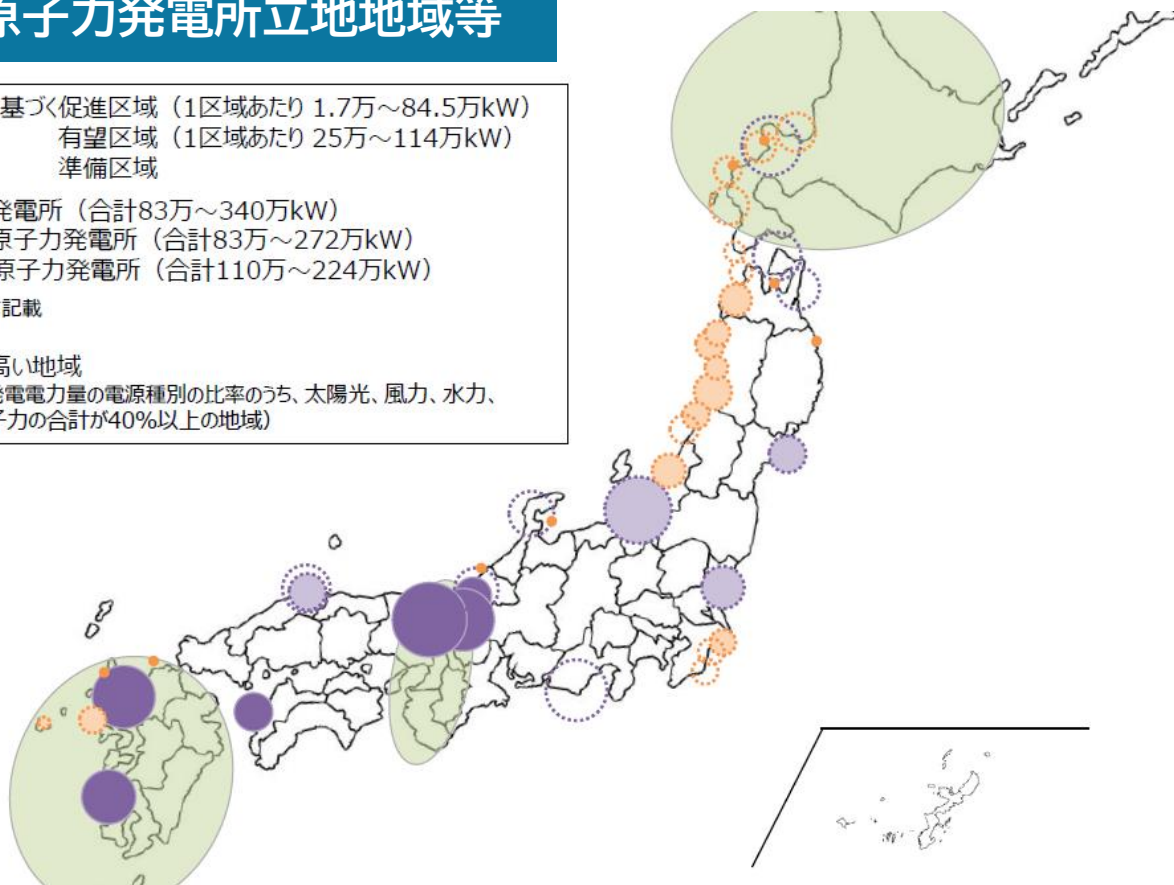 原子力発電所立地地域等
基づく促進区域（1区域あたり 1.7万～84.5万kW）
有望区域（1区域あたり 25万～114万kW）
準備区域
発電所（合計83万～340万kW）
原子力発電所（合計83万～272万kW）
原子力発電所（合計110万～224万kW）
記載
高い地域
発電電力量の電源種別の比率のうち、太陽光、風力、水力、
子力の合計が40%以上の地域）